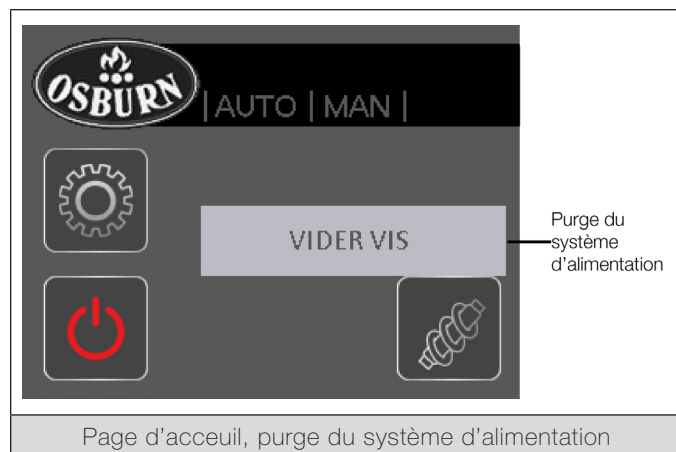 OSBURN
|AUTO | MAN |
VIDER VIS
Purge du
système
d'alimentation
Page d'acceuil, purge du système d'alimentation